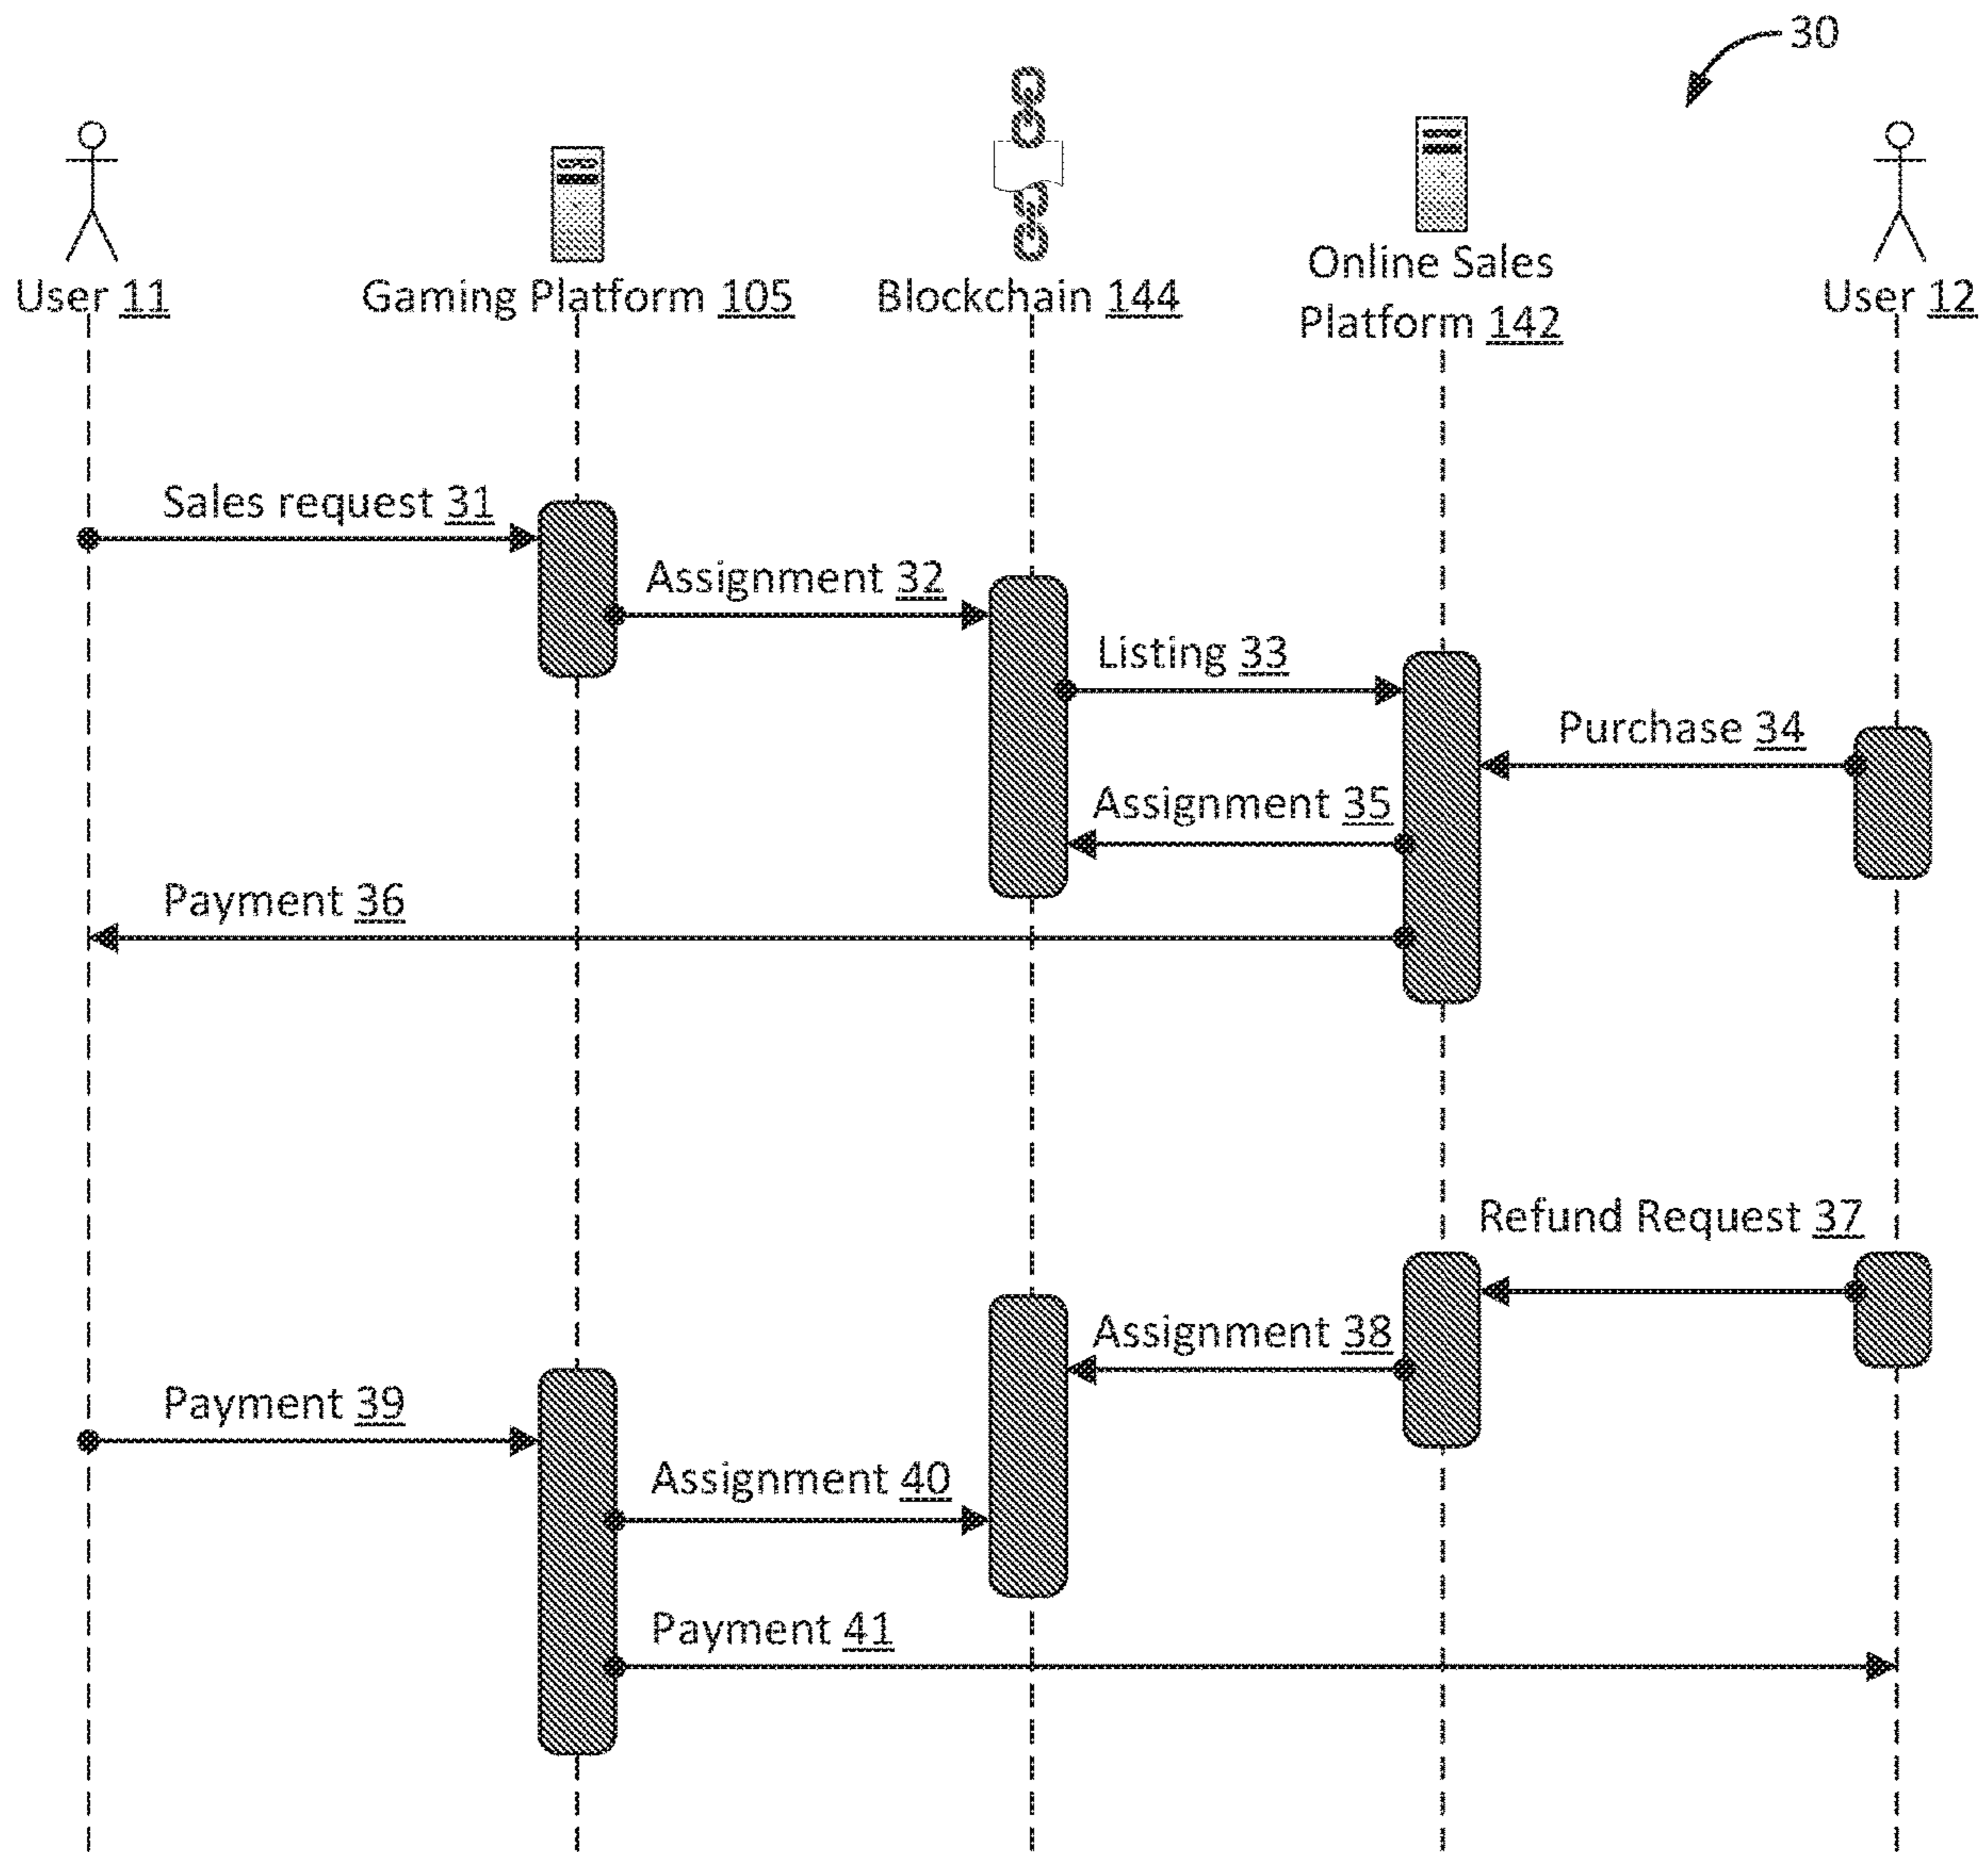 30
User 11
Gaming Platform 105
Blockchain 144
Online Sales
Platform 142
User 12
Sales request 31
Assignment 32
Listing 33
Purchase 34
Assignment 35
Payment 36
Refund Request 37
Assignment 38
Payment 39
Assignment 40
Payment 41